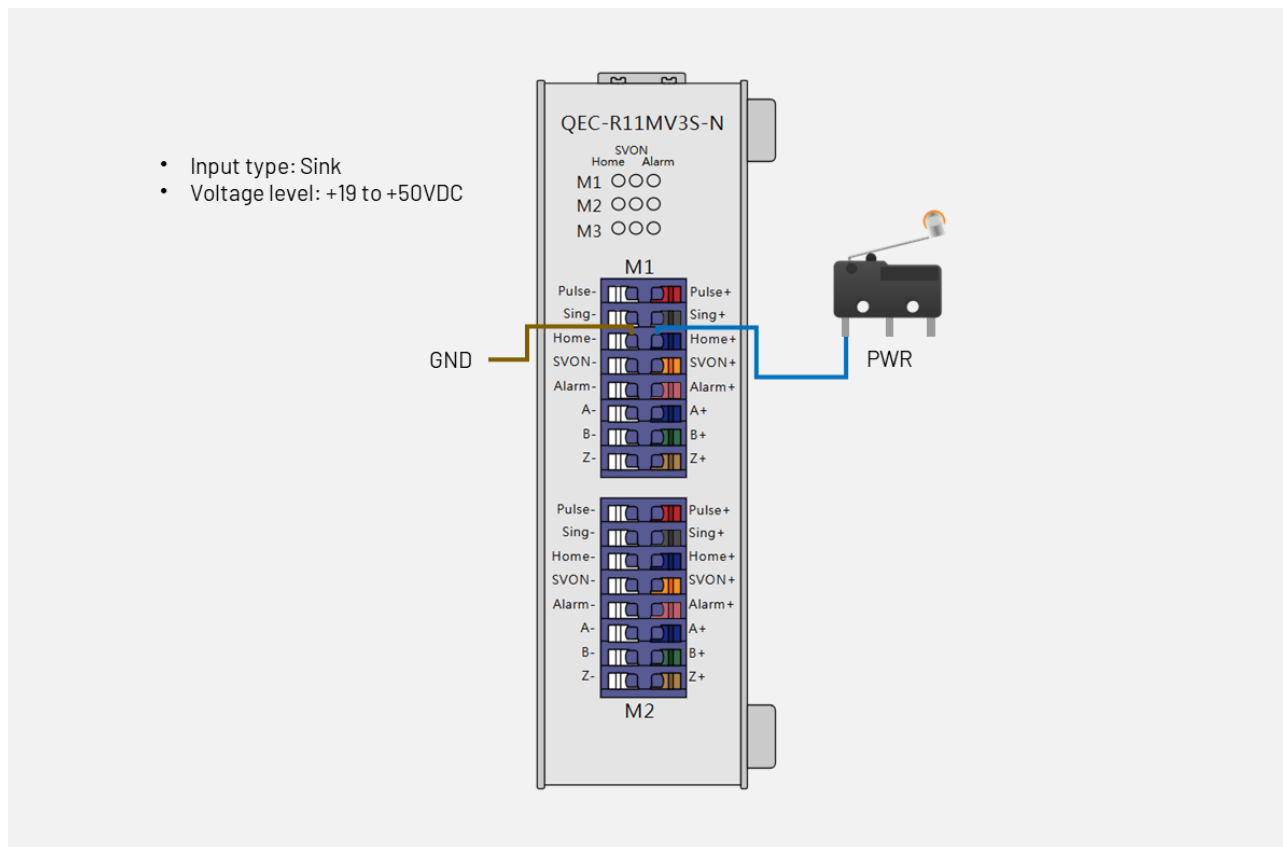 QEC-R11MV3S-N
SVON
Home Alarm
• Input type: Sink
• Voltage level: +19 to +50VDC
M1
M2
M3
M1
Pulse- Pulse+
Sing- Sing+
Home- Home+
GND
SVON- SVON+
PWR
Alarm- Alarm+
A- A+
B- B+
Z- Z+
Pulse- Pulse+
Sing- Sing+
Home- Home+
SVON- SVON+
Alarm- Alarm+
A- A+
B- B+
Z- Z+
M2